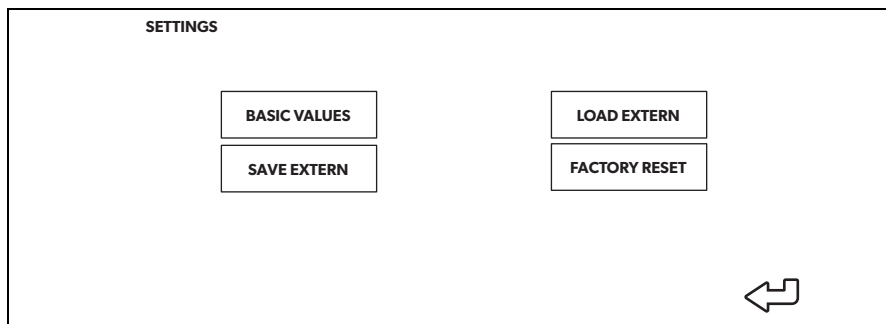 SETTINGS
BASIC VALUES
LOAD EXTERN
SAVE EXTERN
FACTORY RESET